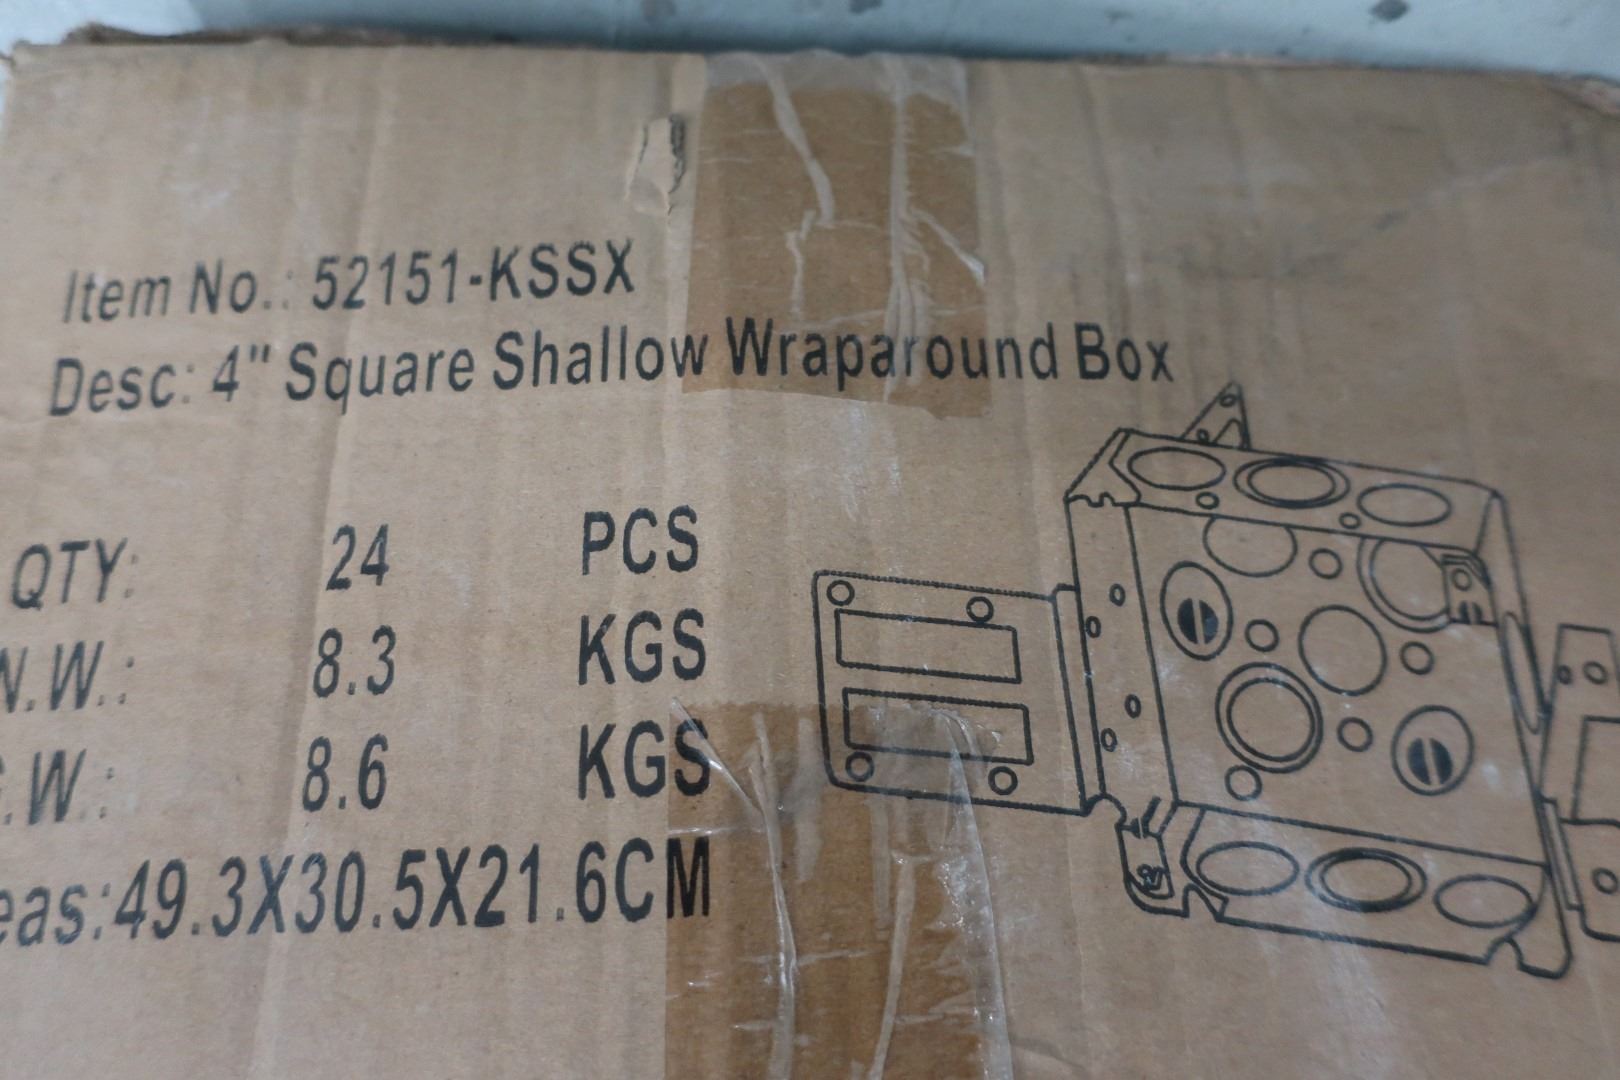 Item No.: 52151-KSSX
Desc: 4" Square Shallow Wraparound Box
QTY: 24 PCS
N.W.: 8.3 KGS
.W.: 8.6 KGS
eas:49.3X30.5X21.6CM